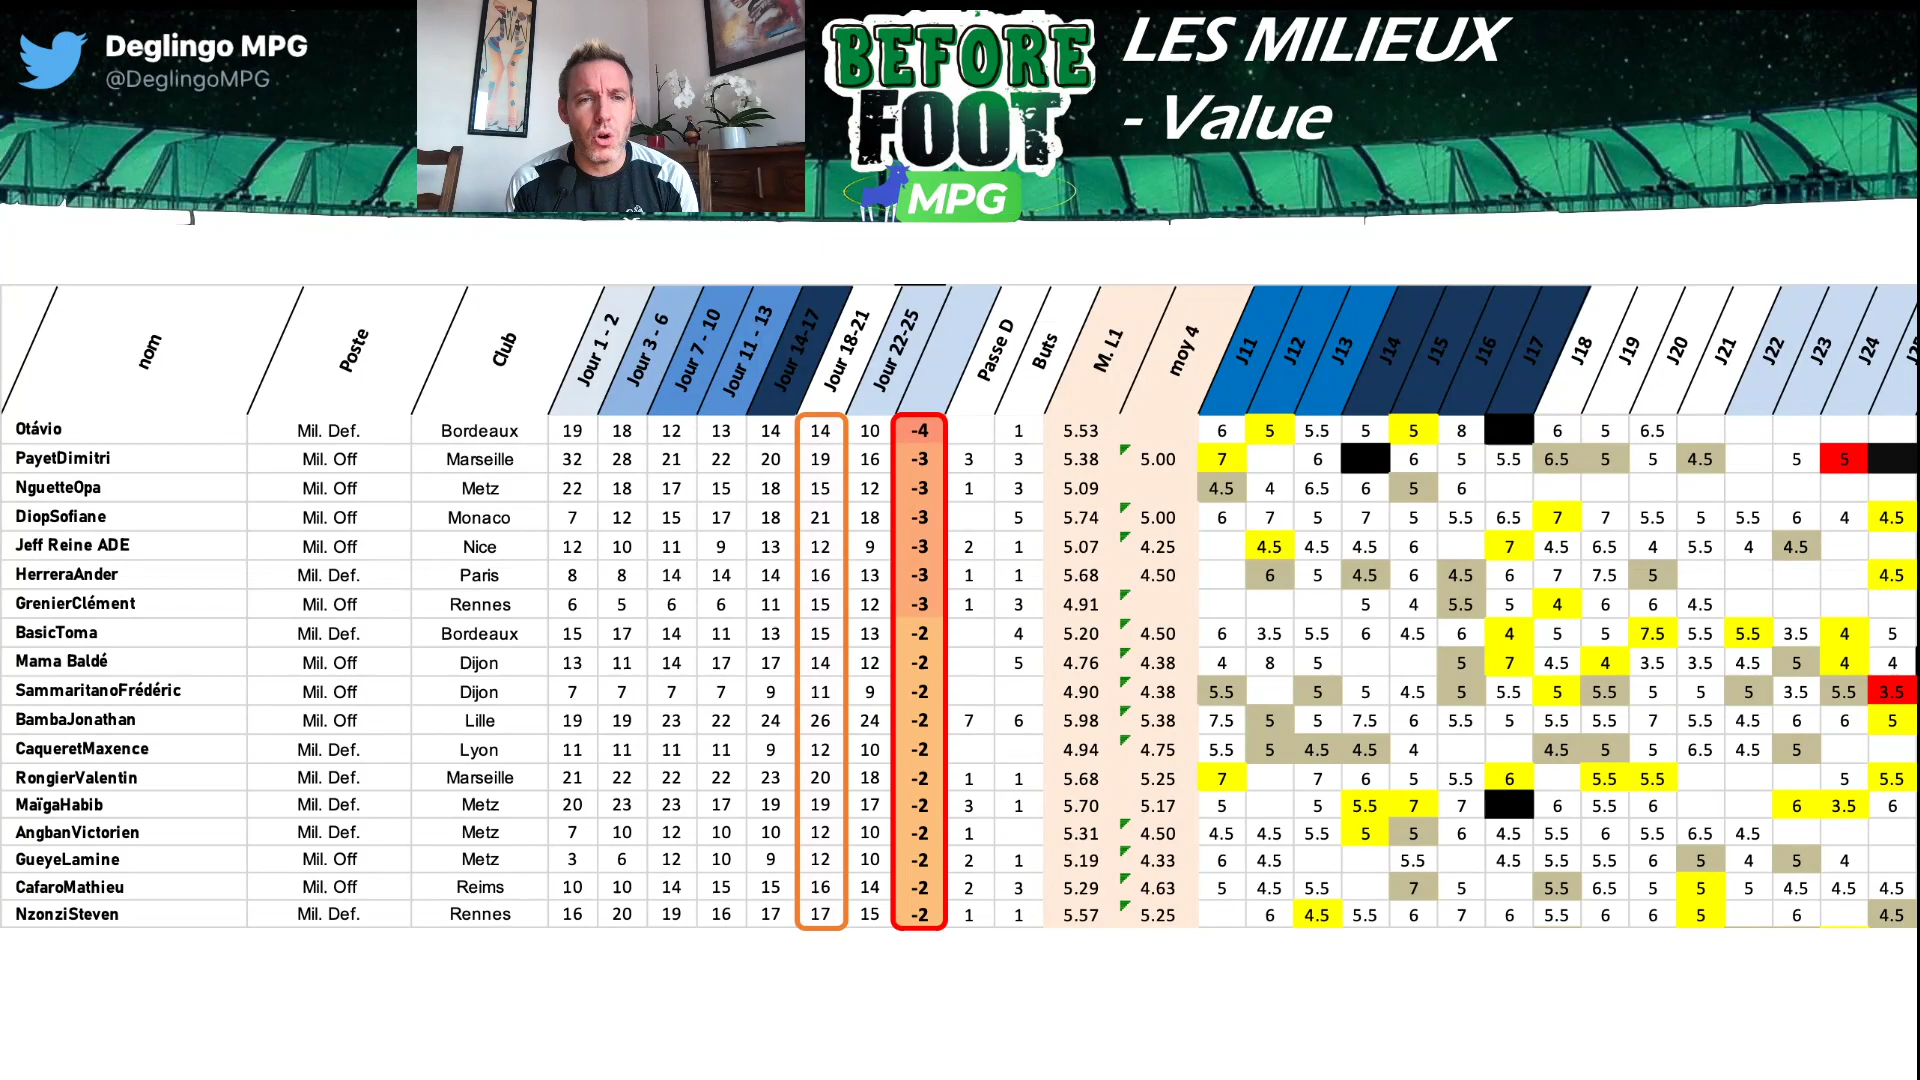 Deglingo MPG
@DeglingoMPG
BEFORE
FOOT
MPG
LES MILIEUX
- Value
nom Poste Club Jour 1 - 2 Jour 3 - 6 Jour 7 - 10 Jour 11 - 13 Jour 14-17 Jour 18-21 Jour 22-25 Passe D Buts M. L1 moy 4 J11 J12 J13 J14 J15 J16 J17 J18 J19 J20 J21 J22 J23 J24
Otávio Mil. Def. Bordeaux 19 18 12 13 14 14 10 -4 1 5.53 6 5 5.5 5 5 8 6 5 6.5
PayetDimitri Mil. Off Marseille 32 28 21 22 20 19 16 -3 3 3 5.38 5.00 7 6 6 5 5.5 6.5 5 5 4.5 5 5
NguetteOpa Mil. Off Metz 22 18 17 15 18 15 12 -3 1 3 5.09 4.5 4 6.5 6 5 6
DiopSofiane Mil. Off Monaco 7 12 15 17 18 21 18 -3 5 5.74 5.00 6 7 5 7 5 5.5 6.5 7 7 5.5 5 5.5 6 4 4.5
Jeff Reine ADE Mil. Off Nice 12 10 11 9 13 12 9 -3 2 1 5.07 4.25 4.5 4.5 4.5 6 7 4.5 6.5 4 5.5 4 4.5
HerreraAnder Mil. Def. Paris 8 8 14 14 14 16 13 -3 1 1 5.68 4.50 6 5 4.5 6 4.5 6 7 7.5 5 4.5
GrenierClément Mil. Off Rennes 6 5 6 6 11 15 12 -3 1 3 4.91 5 4 5.5 5 4 6 6 4.5
BasicToma Mil. Def. Bordeaux 15 17 14 11 13 15 13 -2 4 5.20 4.50 6 3.5 5.5 6 4.5 6 4 5 5 7.5 5.5 5.5 3.5 4 5
Mama Baldé Mil. Off Dijon 13 11 14 17 17 14 12 -2 5 4.76 4.38 4 8 5 5 7 4.5 4 3.5 3.5 4.5 5 4 4
SammaritanoFrédéric Mil. Off Dijon 7 7 7 7 9 11 9 -2 4.90 4.38 5.5 5 5 4.5 5 5.5 5 5.5 5 5 5 3.5 5.5 3.5
BambaJonathan Mil. Off Lille 19 19 23 22 24 26 24 -2 7 6 5.98 5.38 7.5 5 5 7.5 6 5.5 5 5.5 5.5 7 5.5 4.5 6 6 5
CaqueretMaxence Mil. Def. Lyon 11 11 11 11 9 12 10 -2 4.94 4.75 5.5 5 4.5 4.5 4 4.5 5 5 6.5 4.5 5
RongierValentin Mil. Def. Marseille 21 22 22 22 23 20 18 -2 1 1 5.68 5.25 7 7 6 5 5.5 6 5.5 5.5 5 5.5
MaïgaHabib Mil. Def. Metz 20 23 23 17 19 19 17 -2 3 1 5.70 5.17 5 5 5.5 7 7 6 5.5 6 6 3.5 6
AngbanVictorien Mil. Def. Metz 7 10 12 10 10 12 10 -2 1 5.31 4.50 4.5 4.5 5.5 5 5 6 4.5 5.5 6 5.5 6.5 4.5
GueyeLamine Mil. Off Metz 3 6 12 10 9 12 10 -2 2 1 5.19 4.33 6 4.5 5.5 4.5 5.5 5.5 6 5 4 5 4
CafaroMathieu Mil. Off Reims 10 10 14 15 15 16 14 -2 2 3 5.29 4.63 5 4.5 5.5 7 5 5.5 6.5 5 5 5 4.5 4.5 4.5
NzonziSteven Mil. Def. Rennes 16 20 19 16 17 17 15 -2 1 1 5.57 5.25 6 4.5 5.5 6 7 6 5.5 6 6 5 6 4.5